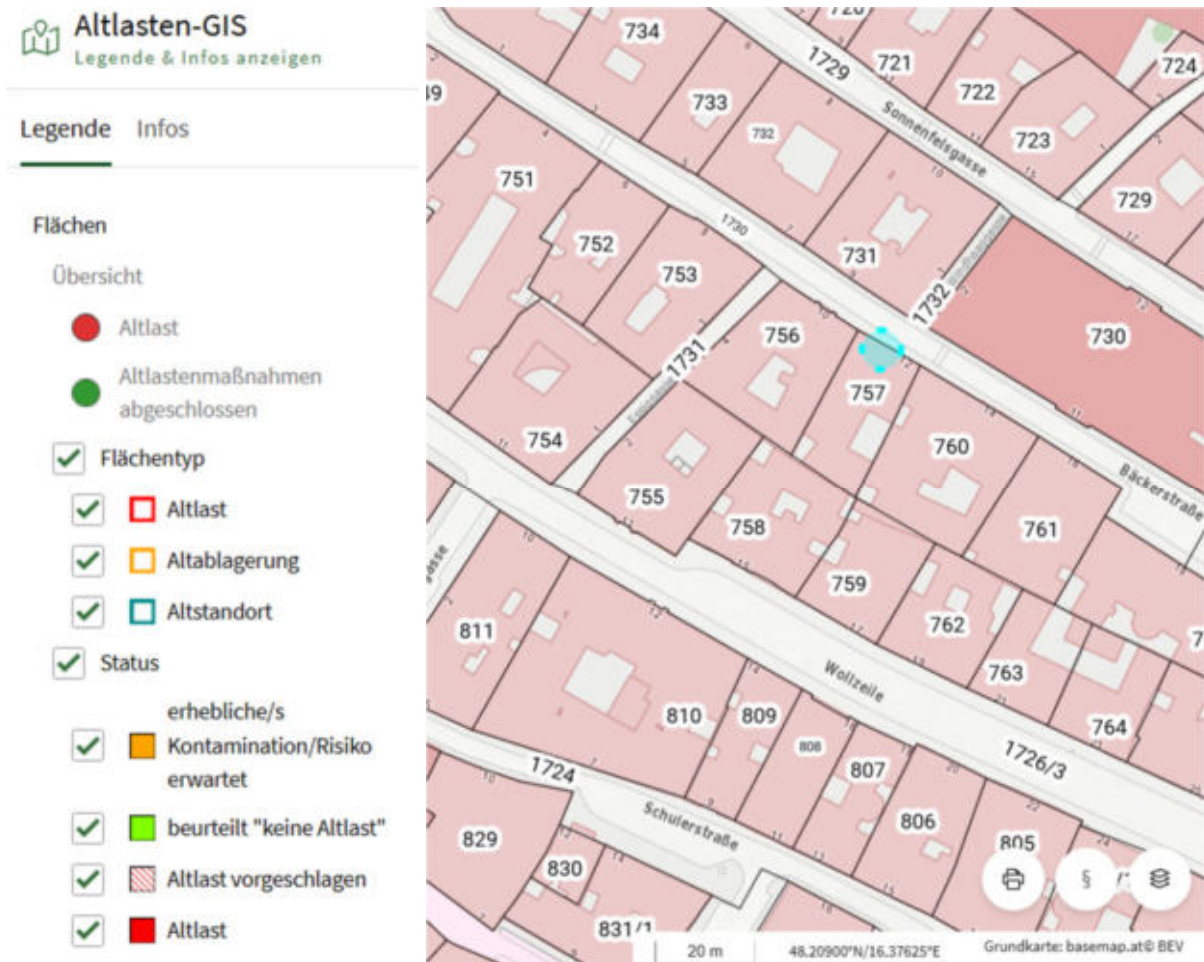 Altlasten-GIS
Legende & Infos anzeigen
Legende Infos
Flächen
Übersicht
Altlast
Altlastenmaßnahmen
abgeschlossen
Flächentyp
Altlast
Altablagerung
Altstandort
Status
erhebliche/s
Kontamination/Risiko
erwartet
beurteilt "keine Altlast"
Altlast vorgeschlagen
Altlast
734
1729
721
724
733
722
732
723
Sonnenfelsgasse
751
729
752
1730
753
731
1732
756
730
1731
757
754
760
Bäckerstraße
755
758
761
759
811
762
763
Wollzeile
810
809
764
808
1724
1726/3
807
829
Schulerstraße
806
805
830
§
831/1
20 m
48.20900°N/16.37625°E
Grundkarte: basemap.at© BEV